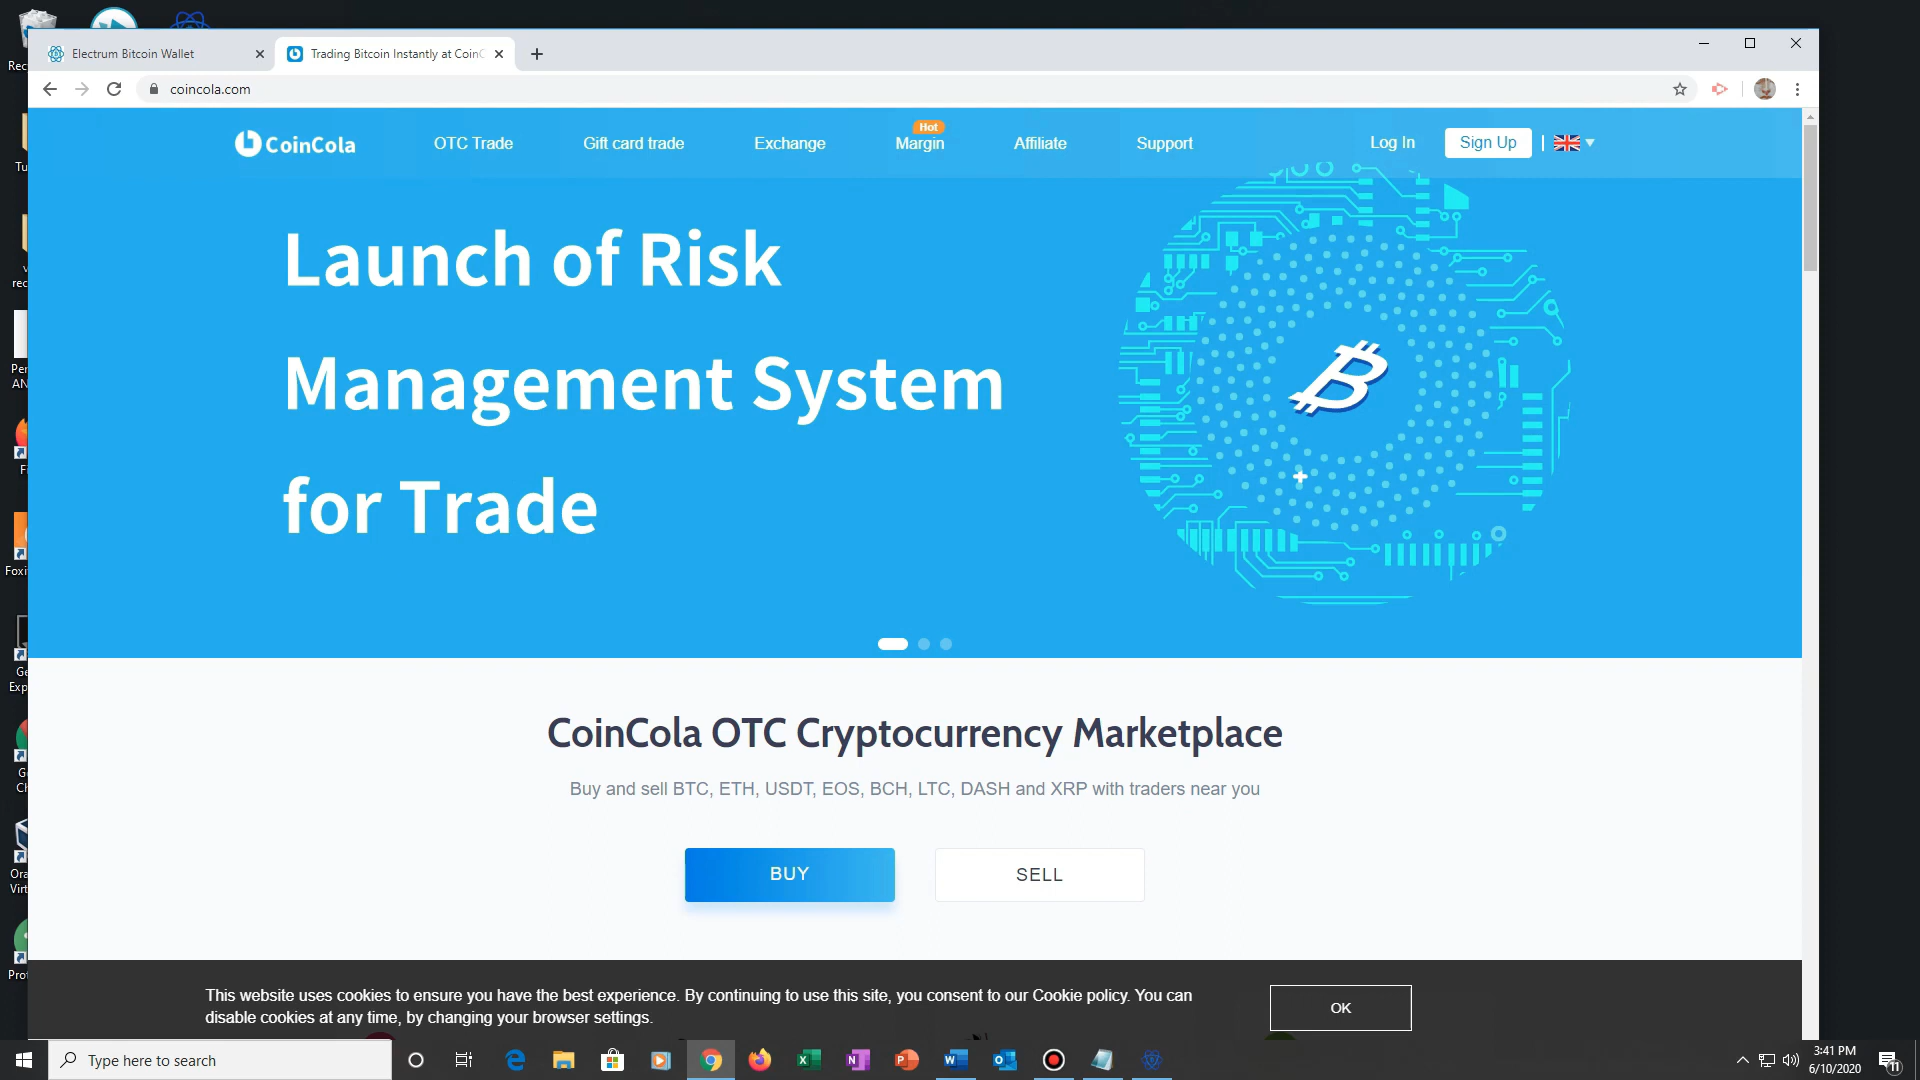 Electrum Bitcoin Wallet
Trading Bitcoin Instantly at Coin
coincola.com
CoinCola
OTC Trade
Gift card trade
Exchange
Hot
Margin
Affiliate
Support
Log In
Sign Up
Launch of Risk
Management System
for Trade
CoinCola OTC Cryptocurrency Marketplace
Buy and sell BTC, ETH, USDT, EOS, BCH, LTC, DASH and XRP with traders near you
BUY
SELL
This website uses cookies to ensure you have the best experience. By continuing to use this site, you consent to our Cookie policy. You can
disable cookies at any time, by changing your browser settings.
OK
Type here to search
3:41 PM
6/10/2020
11